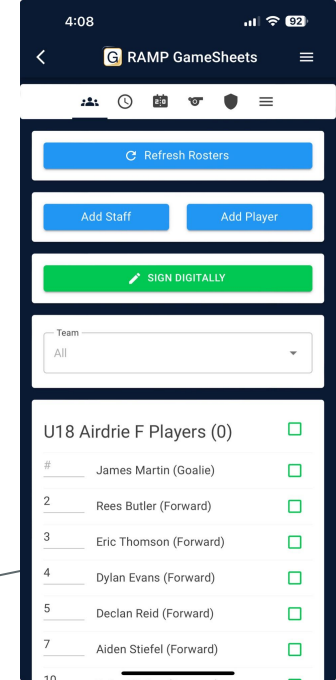 4:08
92
G RAMP GameSheets
Refresh Rosters
Add Staff Add Player
SIGN DIGITALLY
Team
All
U18 Airdrie F Players (0)
# James Martin (Goalie)
2 Rees Butler (Forward)
3 Eric Thomson (Forward)
4 Dylan Evans (Forward)
5 Declan Reid (Forward)
7 Aiden Stiefel (Forward)
10